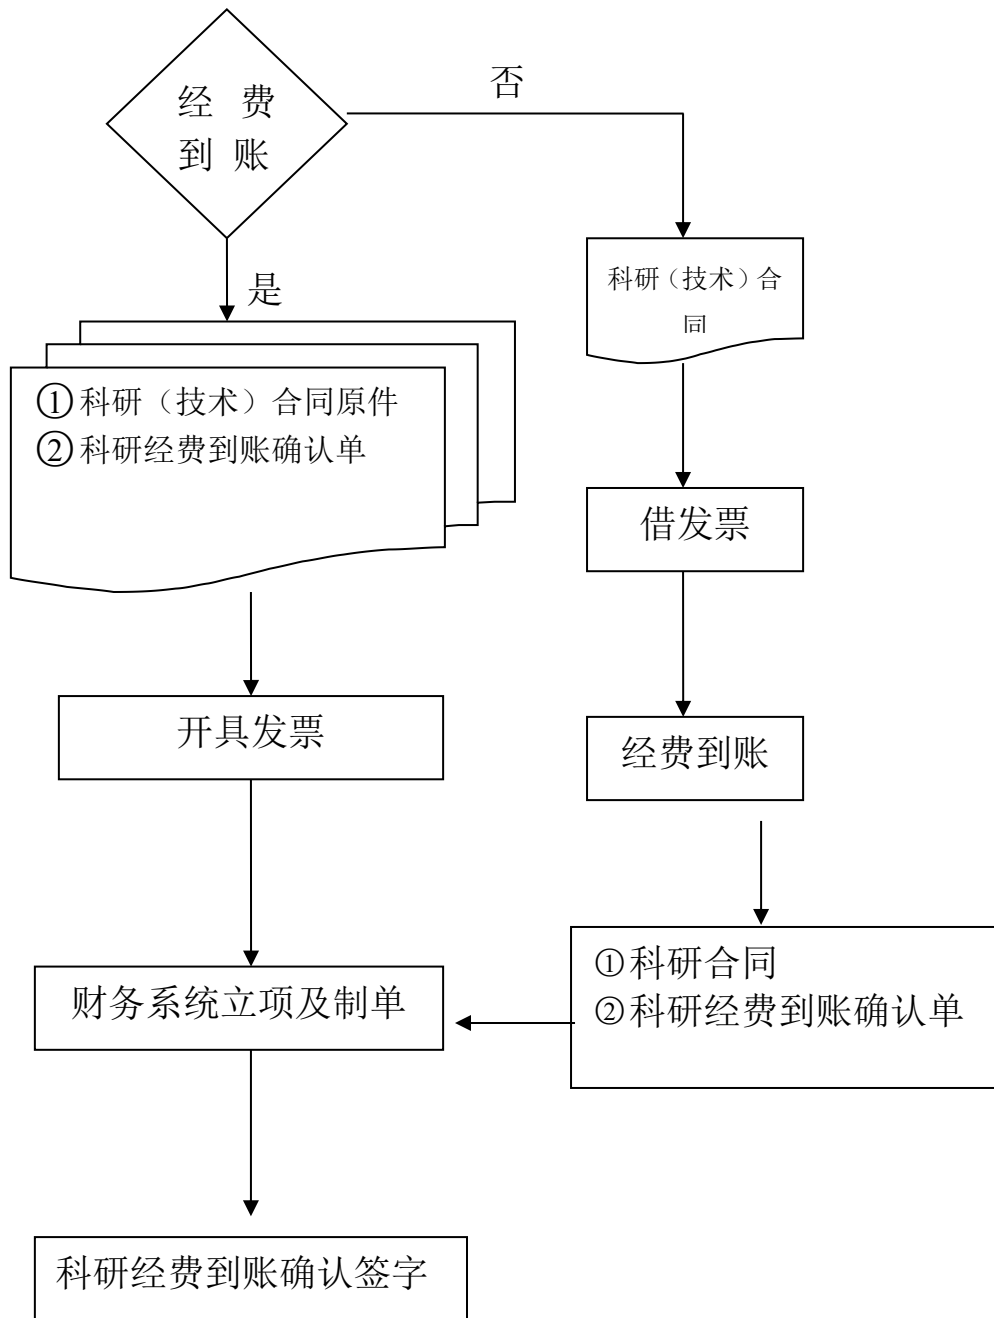 经 费
到 账
否
是
科研（技术）合
同
①科研（技术）合同原件
②科研经费到账确认单
借发票
开具发票
经费到账
①科研合同
②科研经费到账确认单
财务系统立项及制单
科研经费到账确认签字